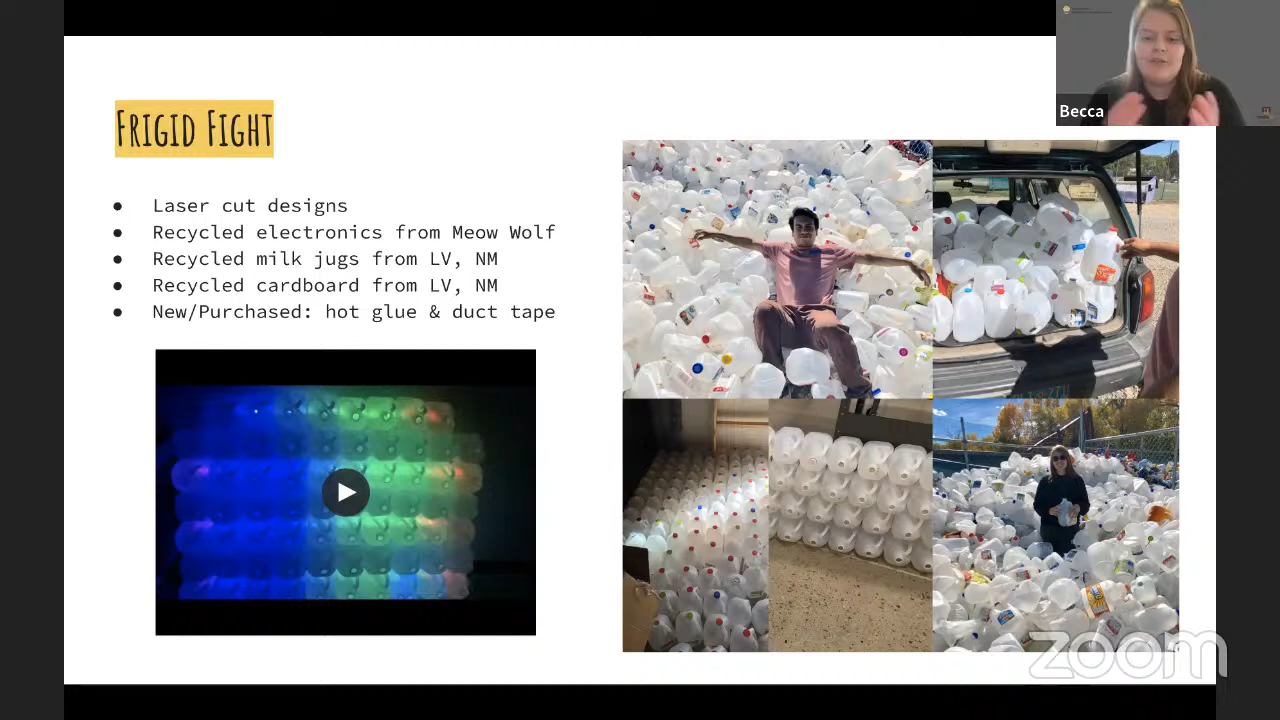 Becca
FRIGID FIGHT
● Laser cut designs
● Recycled electronics from Meow Wolf
● Recycled milk jugs from LV, NM
● Recycled cardboard from LV, NM
● New/Purchased: hot glue & duct tape
zoom